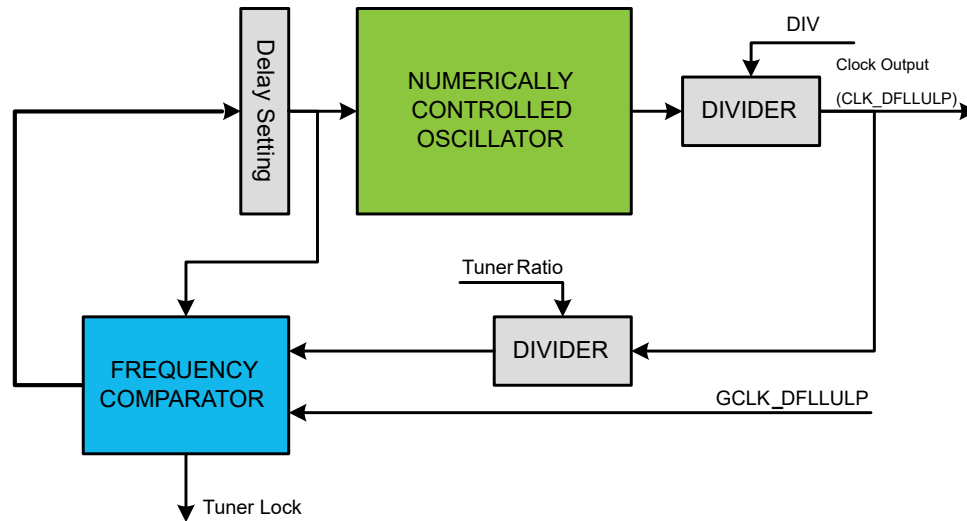 DIV
Clock Output
(CLK_DFLLULP)
Delay Setting
NUMERICALLY
CONTROLLED
OSCILLATOR
DIVIDER
Tuner Ratio
DIVIDER
FREQUENCY
COMPARATOR
GCLK_DFLLULP
Tuner Lock